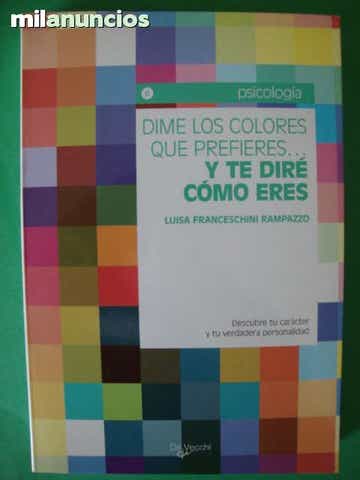 milanuncios
psicología
DIME LOS COLORES
QUE PREFIERES...
Y TE DIRÉ
CÓMO ERES
LUISA FRANCESCHINI RAMPAZZO
Descubre tu carácter
y tu verdadera personalidad
De Vecchi